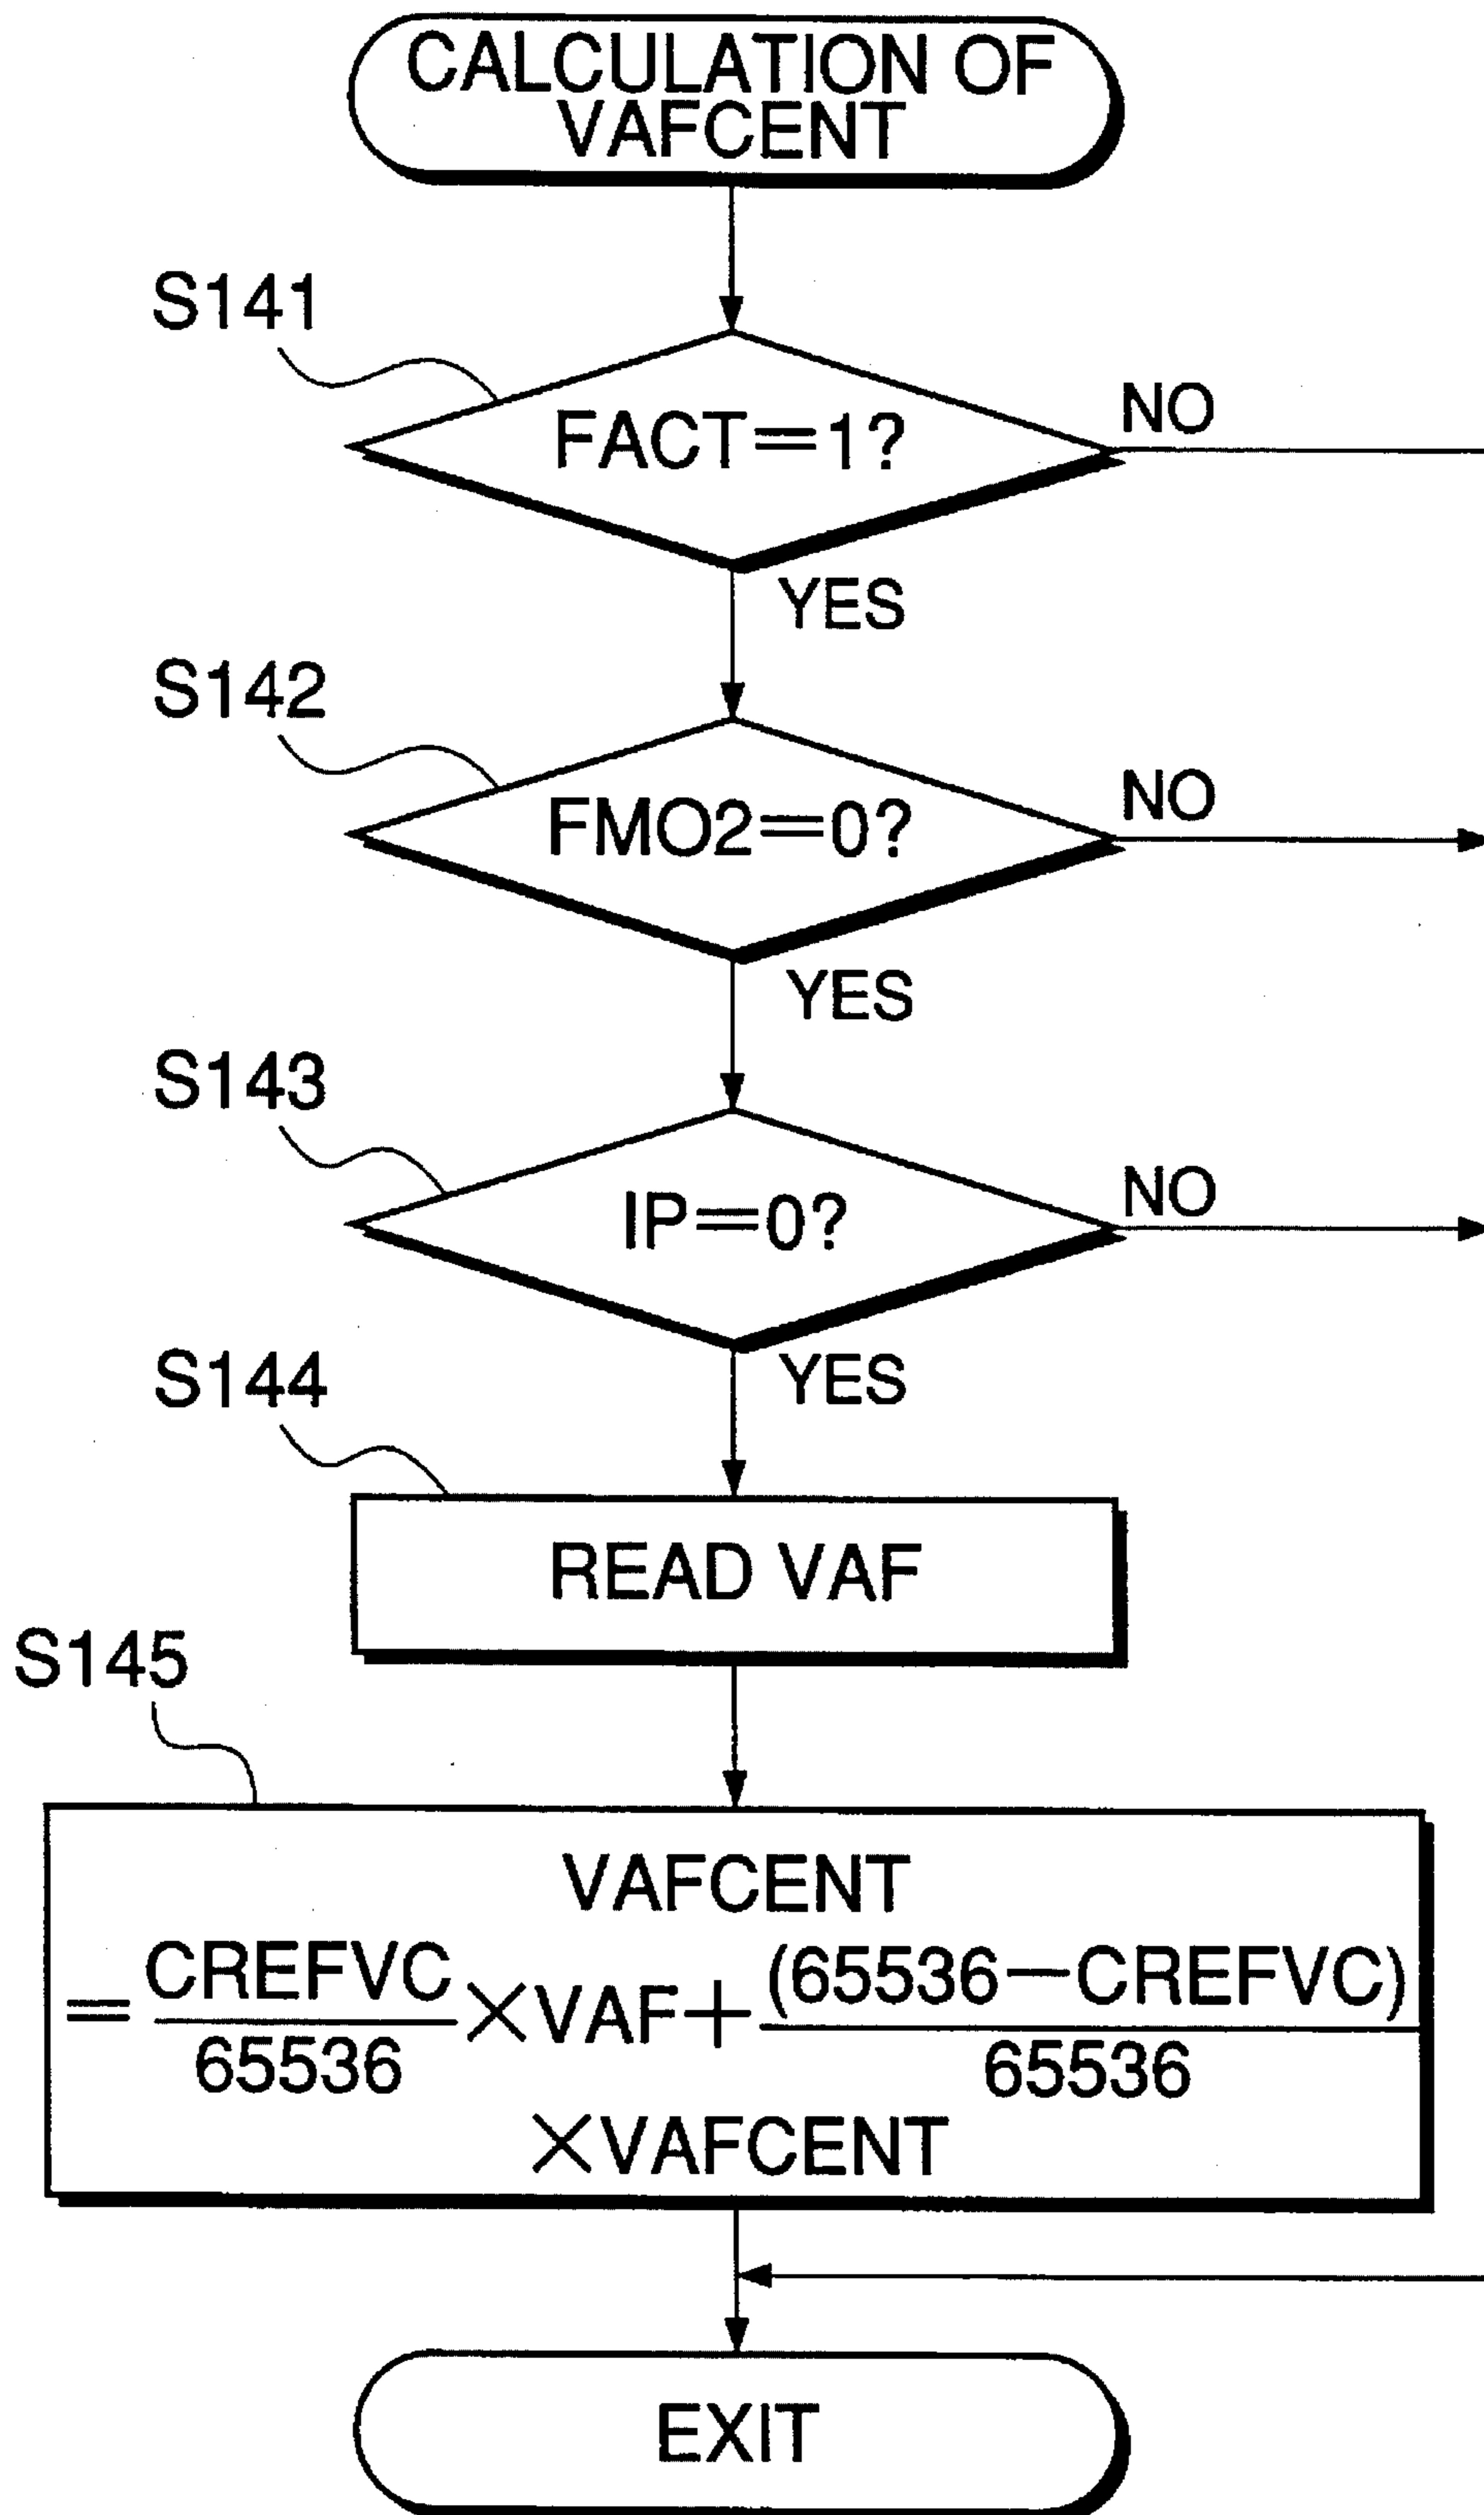 CALCULATION OF
VAFCENT
S141
FACT=1?
NO
YES
S142
FMO2=0?
NO
YES
S143
IP=0?
NO
YES
S144
READ VAF
S145
VAFCENT
=CREFVC/65536×VAF+(65536−CREFVC)/65536
×VAFCENT
EXIT